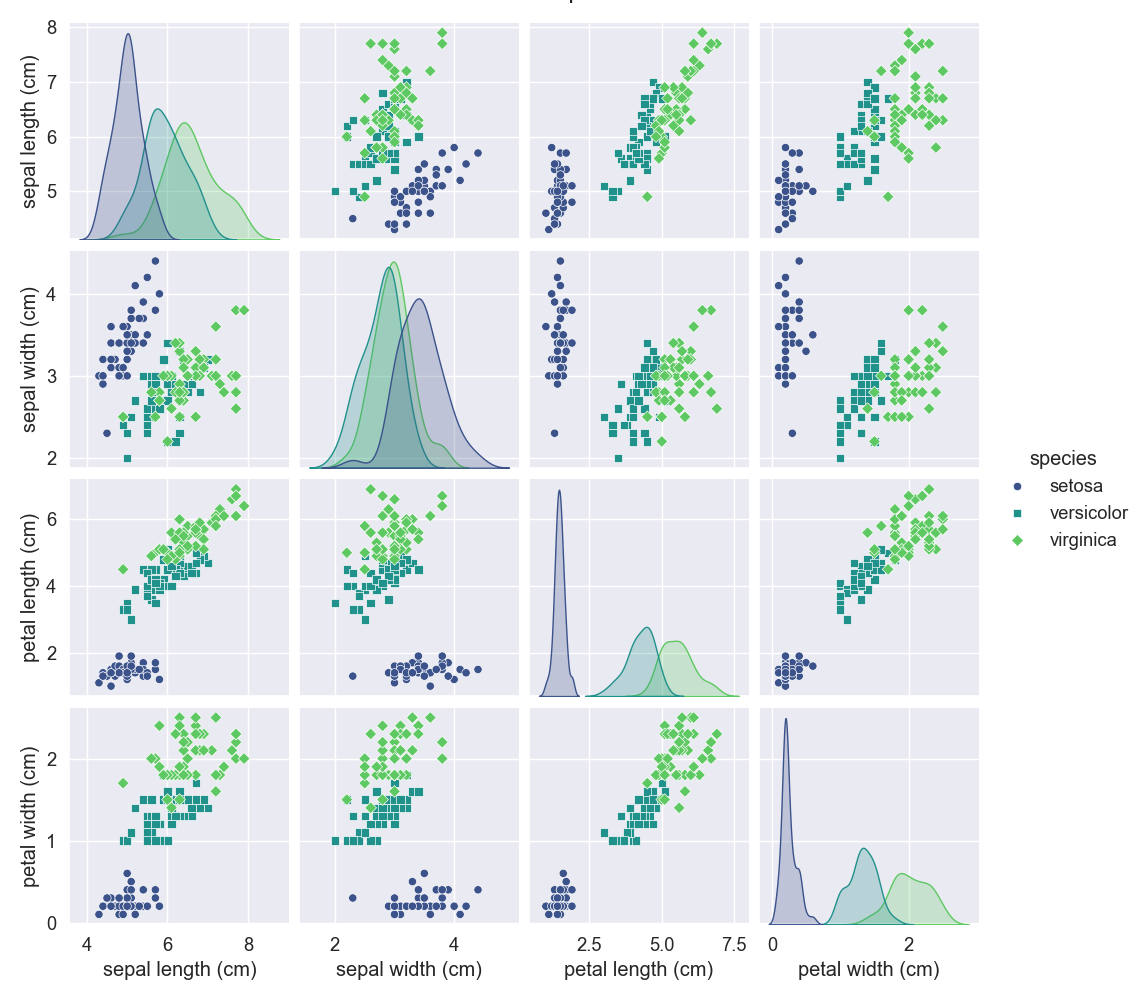 8
7
6
5
sepal length (cm)
4
3
2
sepal width (cm)
6
4
2
petal length (cm)
2
1
0
petal width (cm)
4 6 8
sepal length (cm)
2 4
sepal width (cm)
2.5 5.0 7.5
petal length (cm)
0 2
petal width (cm)
species
setosa
versicolor
virginica